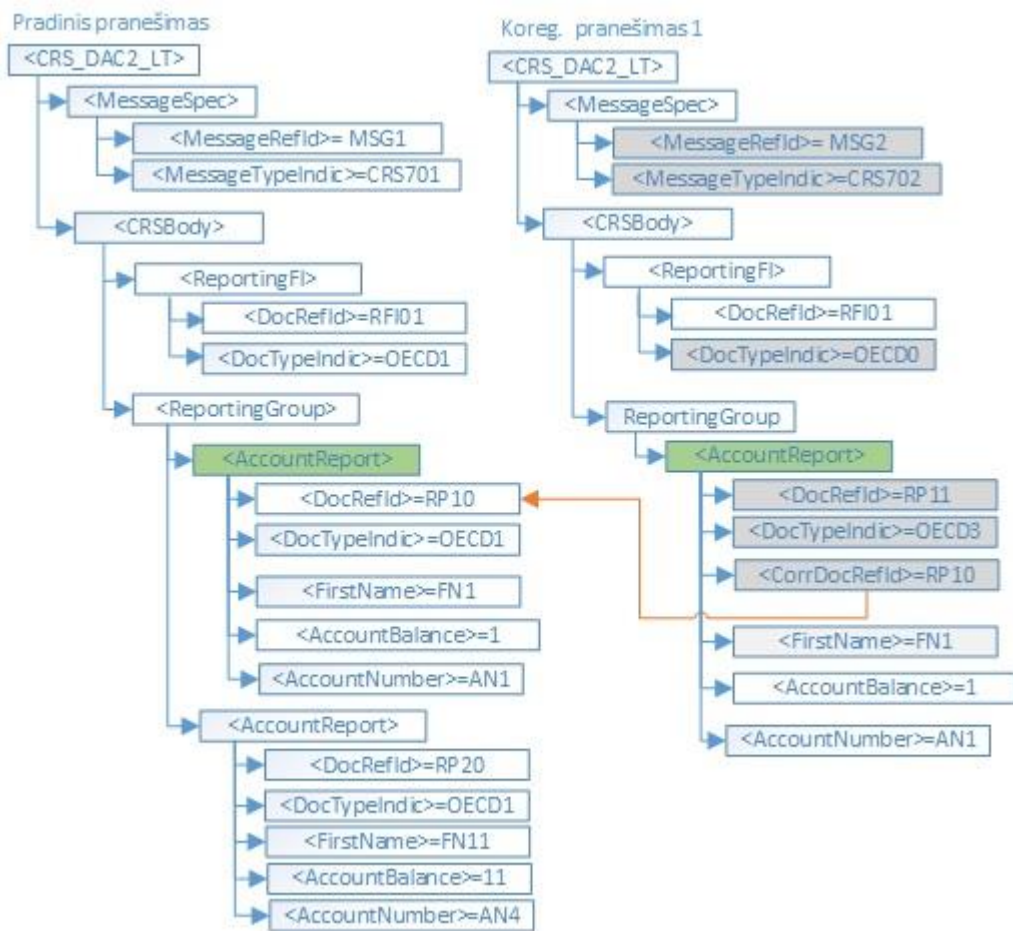 Pradinis pranešimas
<CRS_DAC2_LT>
<MessageSpec>
<MessageRefId>= MSG1
<MessageTypeIndic>=CRS701
<CRSBody>
<ReportingFI>
<DocRefId>=RFI01
<DocTypeIndic>=OECD1
<ReportingGroup>
<AccountReport>
<DocRefId>=RP10
<DocTypeIndic>=OECD1
<FirstName>=FN1
<AccountBalance>=1
<AccountNumber>=AN1
<AccountReport>
<DocRefId>=RP20
<DocTypeIndic>=OECD1
<FirstName>=FN11
<AccountBalance>=11
<AccountNumber>=AN4
Koreg. pranešimas 1
<CRS_DAC2_LT>
<MessageSpec>
<MessageRefId>= MSG2
<MessageTypeIndic>=CRS702
<CRSBody>
<ReportingFI>
<DocRefId>=RFI01
<DocTypeIndic>=OECD0
ReportingGroup
<AccountReport>
<DocRefId>=RP11
<DocTypeIndic>=OECD3
<CorrDocRefId>=RP10
<FirstName>=FN1
<AccountBalance>=1
<AccountNumber>=AN1